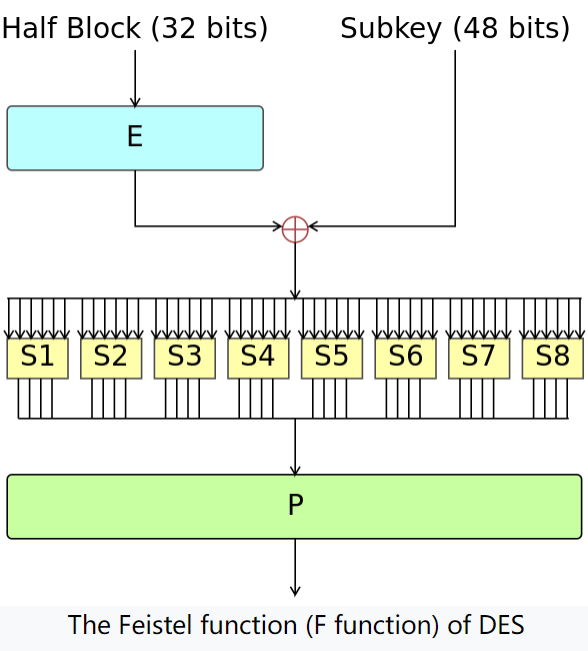 Half Block (32 bits) Subkey (48 bits)
E
S1 S2 S3 S4 S5 S6 S7 S8
P
The Feistel function (F function) of DES